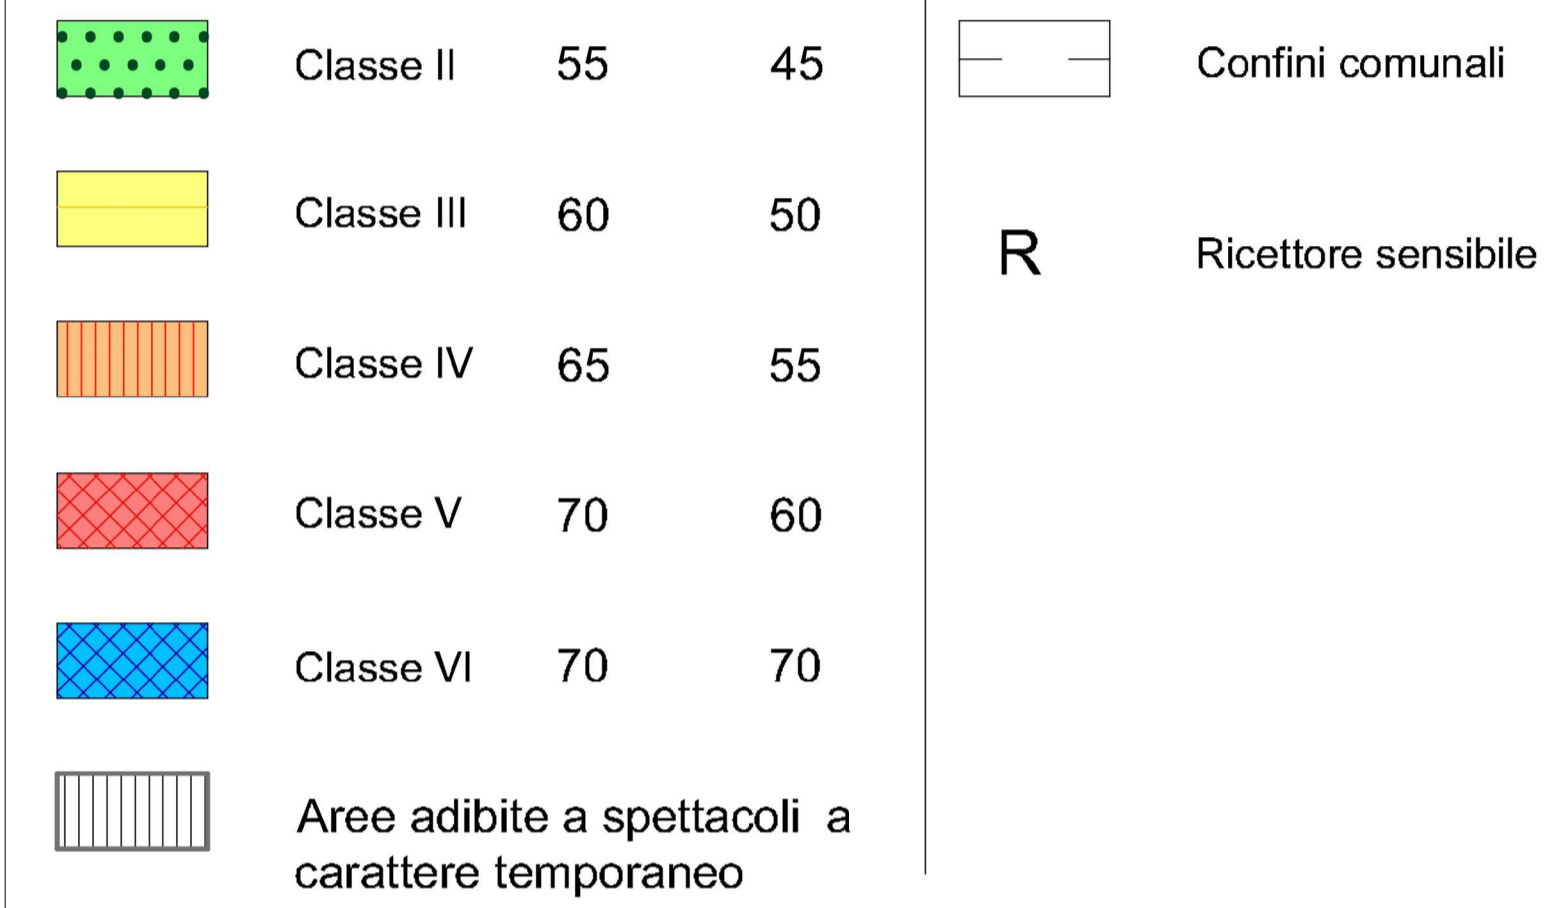 Classe II 55 45
Classe III 60 50
Classe IV 65 55
Classe V 70 60
Classe VI 70 70
Aree adibite a spettacoli a
carattere temporaneo
Confini comunali
R Ricettore sensibile